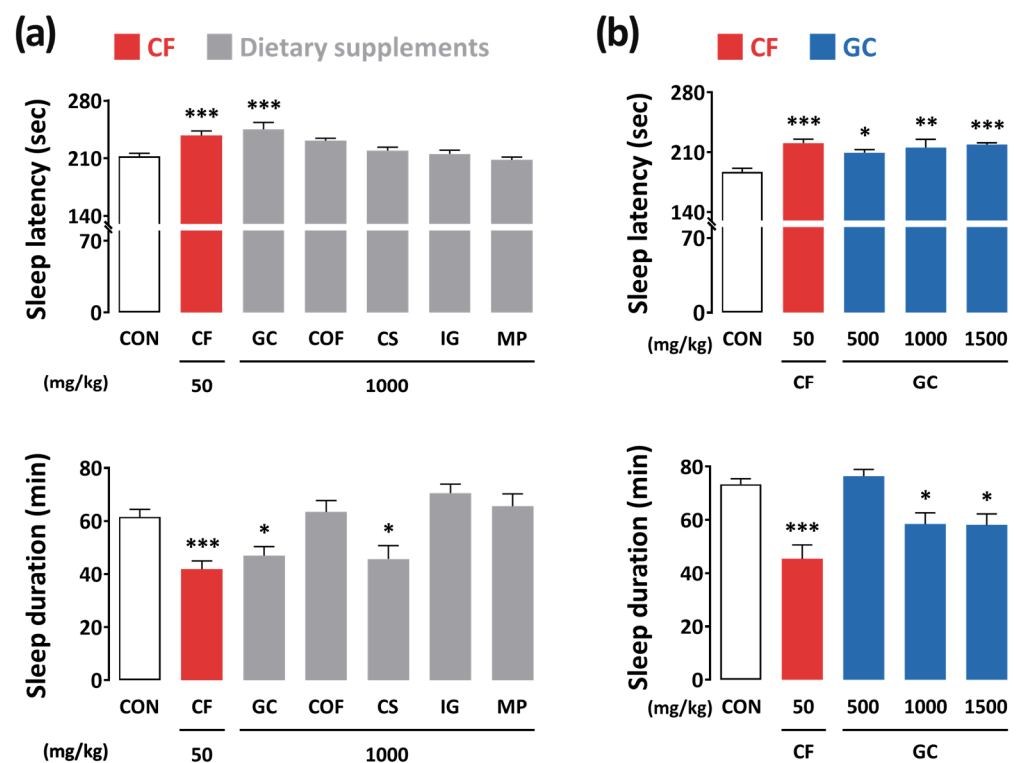 (a)
CF Dietary supplements
Sleep latency (sec)
280
210
140
70
0
*** ***
CON CF GC COF CS IG MP
(mg/kg) 50 1000
Sleep duration (min)
80
60
40
20
0
*** * *
CON CF GC COF CS IG MP
(mg/kg) 50 1000
(b)
CF GC
Sleep latency (sec)
280
210
140
70
0
*** * ** ***
(mg/kg) CON 50 500 1000 1500
CF GC
Sleep duration (min)
80
60
40
20
0
*** * *
(mg/kg) CON 50 500 1000 1500
CF GC